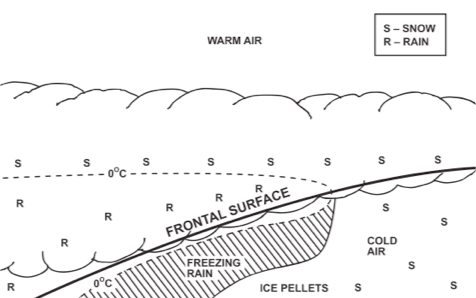 WARM AIR
S – SNOW
R – RAIN
S S S S S S S S
0°C
R R R R R
FRONTAL SURFACE
S
R R
S
COLD
AIR
FREEZING
RAIN
S
R
0°C
ICE PELLETS S S